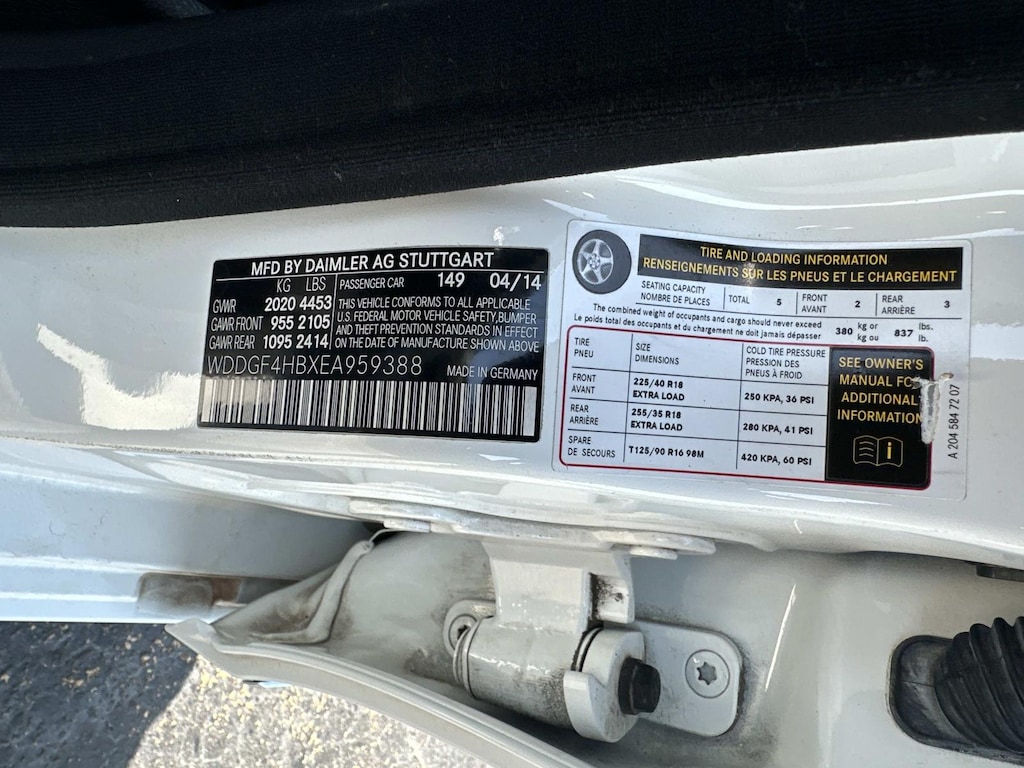 MFD BY DAIMLER AG STUTTGART
KG LBS PASSENGER CAR 149 04/14
GVWR 2020 4453
GAWR FRONT 955 2105
GAWR REAR 1095 2414
THIS VEHICLE CONFORMS TO ALL APPLICABLE
U.S. FEDERAL MOTOR VEHICLE SAFETY, BUMPER
AND THEFT PREVENTION STANDARDS IN EFFECT
ON THE DATE OF MANUFACTURE SHOWN ABOVE
WDDGF4HBXEA959388 MADE IN GERMANY
TIRE AND LOADING INFORMATION
RENSEIGNEMENTS SUR LES PNEUS ET LE CHARGEMENT
SEATING CAPACITY
NOMBRE DE PLACES
TOTAL 5
FRONT
AVANT 2
REAR
ARRIÈRE 3
The combined weight of occupants and cargo should never exceed
Le poids total des occupants et du chargement ne doit jamais dépasser
380 kg or
kg ou
837 lbs.
lb.
TIRE
PNEU
SIZE
DIMENSIONS
COLD TIRE PRESSURE
PRESSION DES
PNEUS À FROID
FRONT
AVANT
225/40 R18
EXTRA LOAD
250 KPA, 36 PSI
REAR
ARRIÈRE
255/35 R18
EXTRA LOAD
280 KPA, 41 PSI
SPARE
DE SECOURS
T125/90 R16 98M
420 KPA, 60 PSI
SEE OWNER'S
MANUAL
ADDITIONAL
INFORMATION
i
A 204 584 72 07